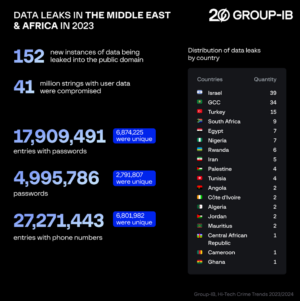 DATA LEAKS IN THE MIDDLE EAST
& AFRICA IN 2023
GROUP-IB
152 new instances of data being
leaked into the public domain
41 million strings with user data
were compromised
17,909,491
6,874,225
were unique
entries with passwords
4,995,786
2,791,807
were unique
passwords
27,271,443
6,801,982
were unique
entries with phone numbers
Distribution of data leaks
by country
Countries Quantity
Israel 39
GCC 34
Turkey 15
South Africa 9
Egypt 7
Nigeria 7
Rwanda 6
Iran 5
Palestine 4
Tunisia 4
Angola 2
Côte d'Ivoire 2
Algeria 2
Jordan 2
Mauritius 2
Central African 1
Republic
Cameroon 1
Ghana 1
Group-IB, Hi-Tech Crime Trends 2023/2024